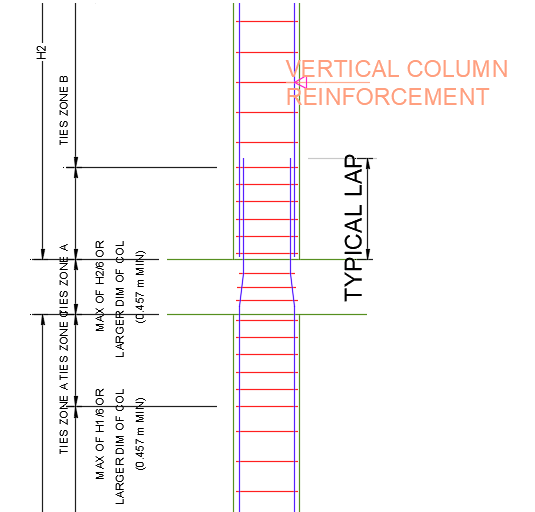 H2
TIES ZONE B
VERTICAL COLUMN
REINFORCEMENT
TYPICAL LAP
TIES ZONE A
MAX OF H2/6 OR
LARGER DIM OF COL
(0.457 m MIN)
TIES ZONE C
TIES ZONE A
MAX OF H1/6 OR
LARGER DIM OF COL
(0.457 m MIN)